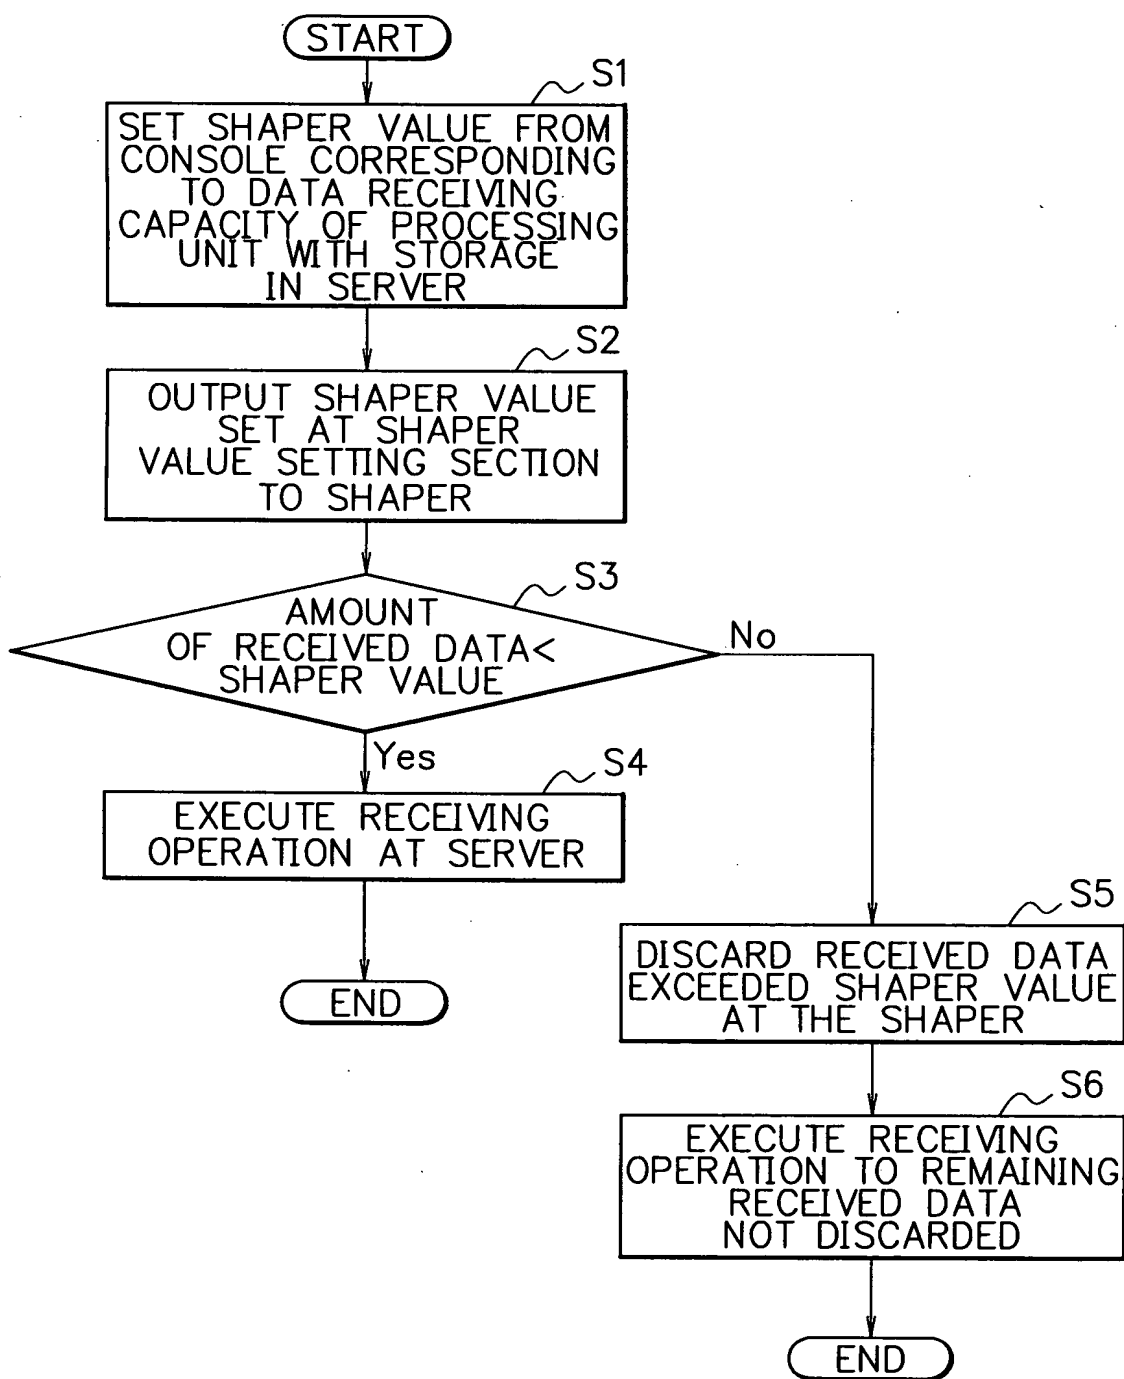 START
S1
SET SHAPER VALUE FROM
CONSOLE CORRESPONDING
TO DATA RECEIVING
CAPACITY OF PROCESSING
UNIT WITH STORAGE
IN SERVER
S2
OUTPUT SHAPER VALUE
SET AT SHAPER
VALUE SETTING SECTION
TO SHAPER
S3
AMOUNT
OF RECEIVED DATA<
SHAPER VALUE
No
Yes
S4
EXECUTE RECEIVING
OPERATION AT SERVER
END
S5
DISCARD RECEIVED DATA
EXCEEDED SHAPER VALUE
AT THE SHAPER
S6
EXECUTE RECEIVING
OPERATION TO REMAINING
RECEIVED DATA
NOT DISCARDED
END